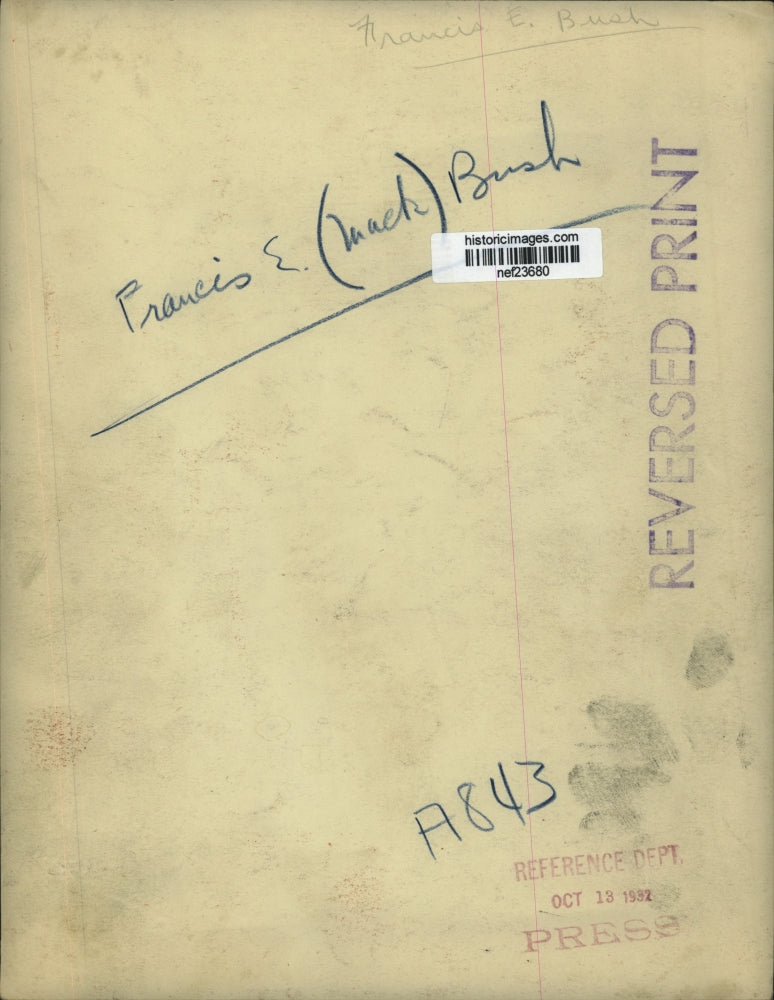 Francis E. Bush
Francis E. (Mack) Bush
historicimages.com
nef23680
REVERSED PRINT
A843
REFERENCE DEPT.
OCT 13 1932
PRESS